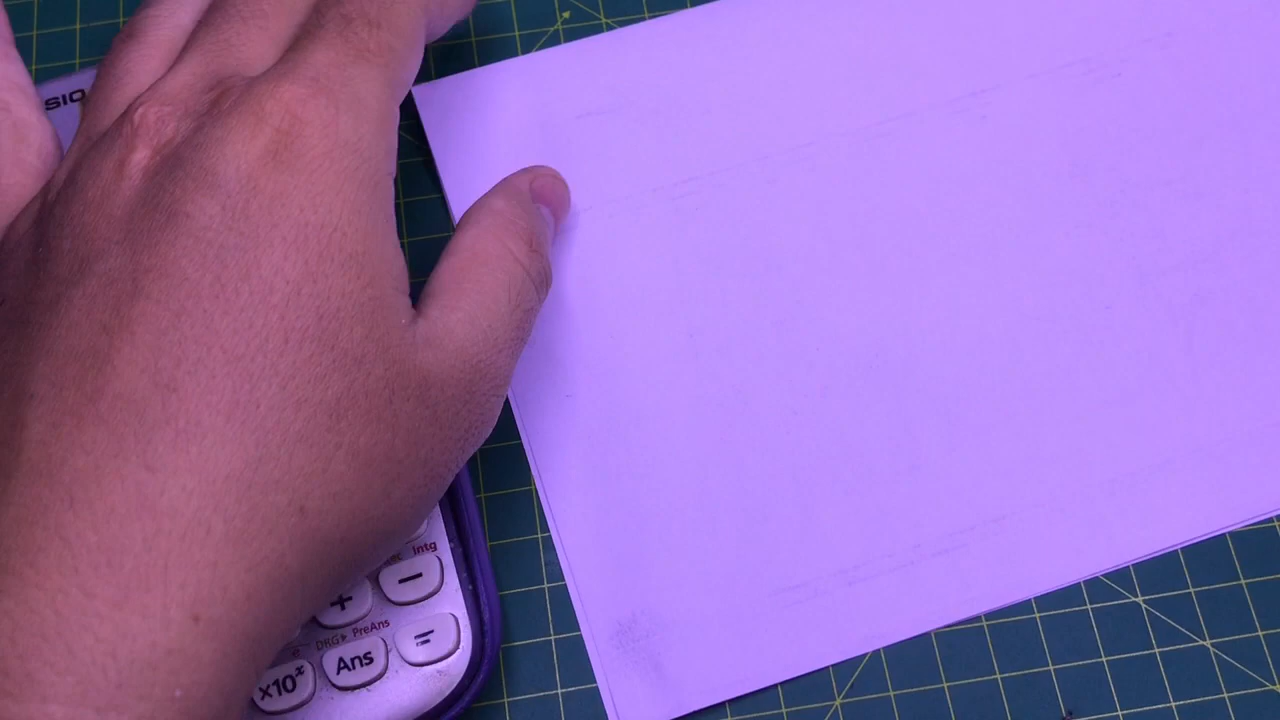 SIO
Intg
−
+
DRG▸ PreAns
=
e
Ans
×10ˣ